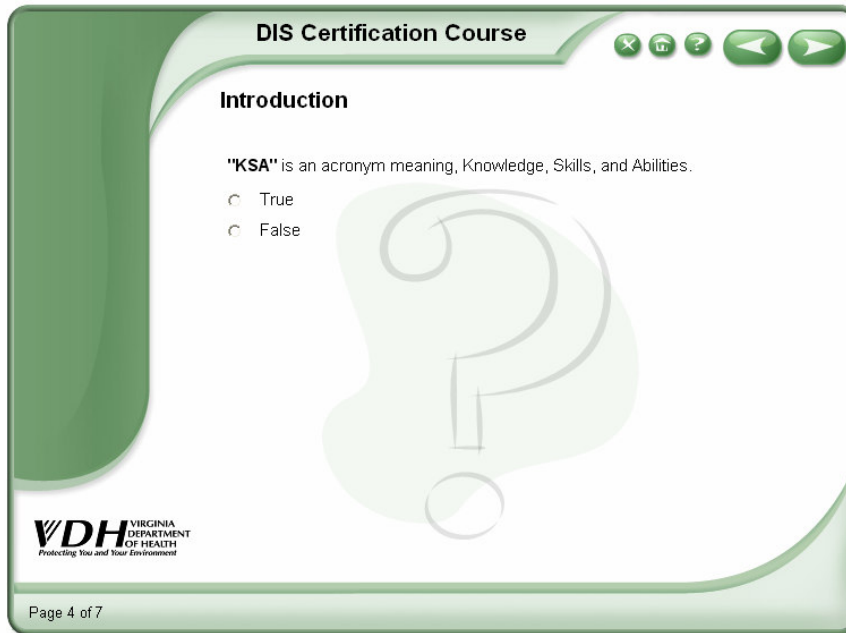 DIS Certification Course
?
Introduction
"KSA" is an acronym meaning, Knowledge, Skills, and Abilities.
True
False
VDH VIRGINIA
DEPARTMENT
OF HEALTH
Protecting You and Your Environment
Page 4 of 7